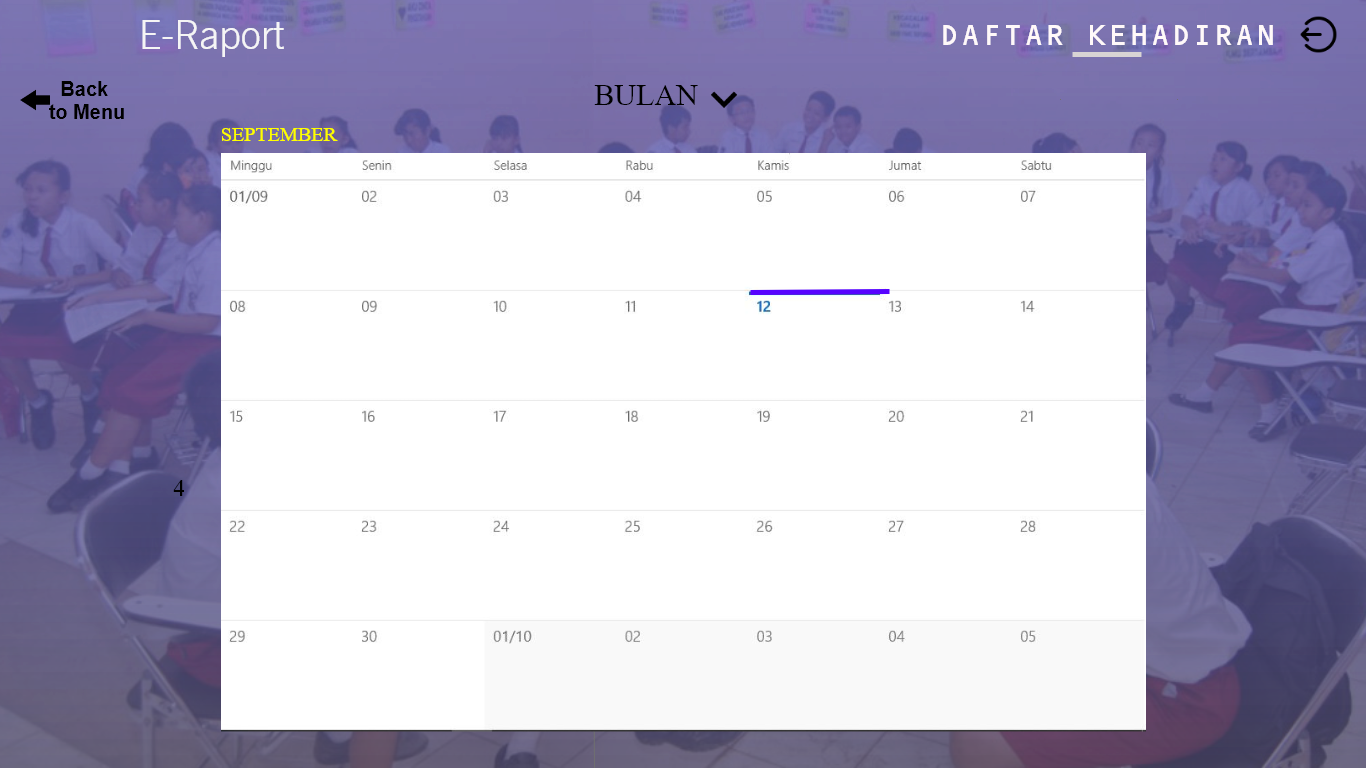 E-Raport
DAFTAR KEHADIRAN
Back
to Menu
BULAN
SEPTEMBER
Minggu Senin Selasa Rabu Kamis Jumat Sabtu
01/09 02 03 04 05 06 07
08 09 10 11 12 13 14
15 16 17 18 19 20 21
4
22 23 24 25 26 27 28
29 30 01/10 02 03 04 05